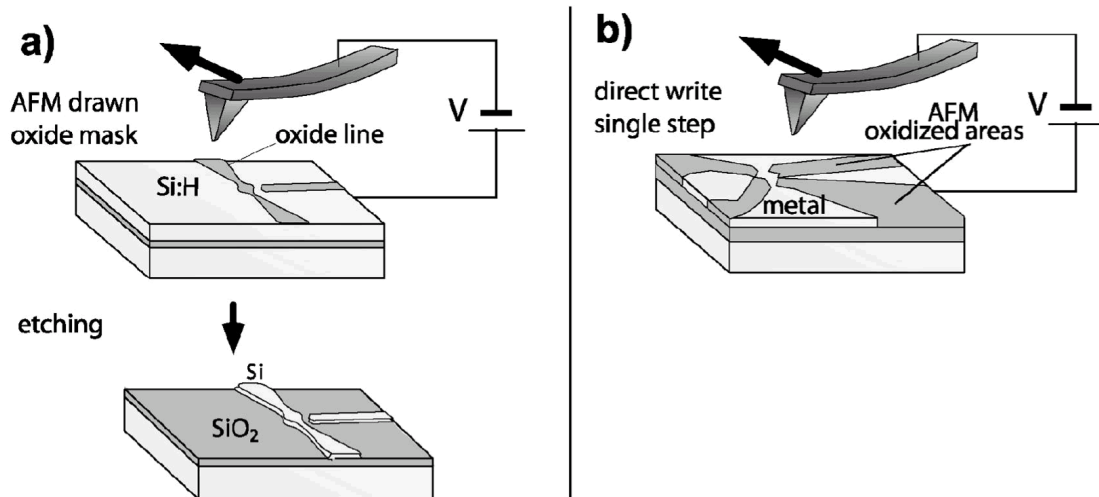 a)
AFM drawn
oxide mask
oxide line
V
Si:H
etching
Si
SiO2
b)
direct write
single step
AFM
oxidized areas
V
metal